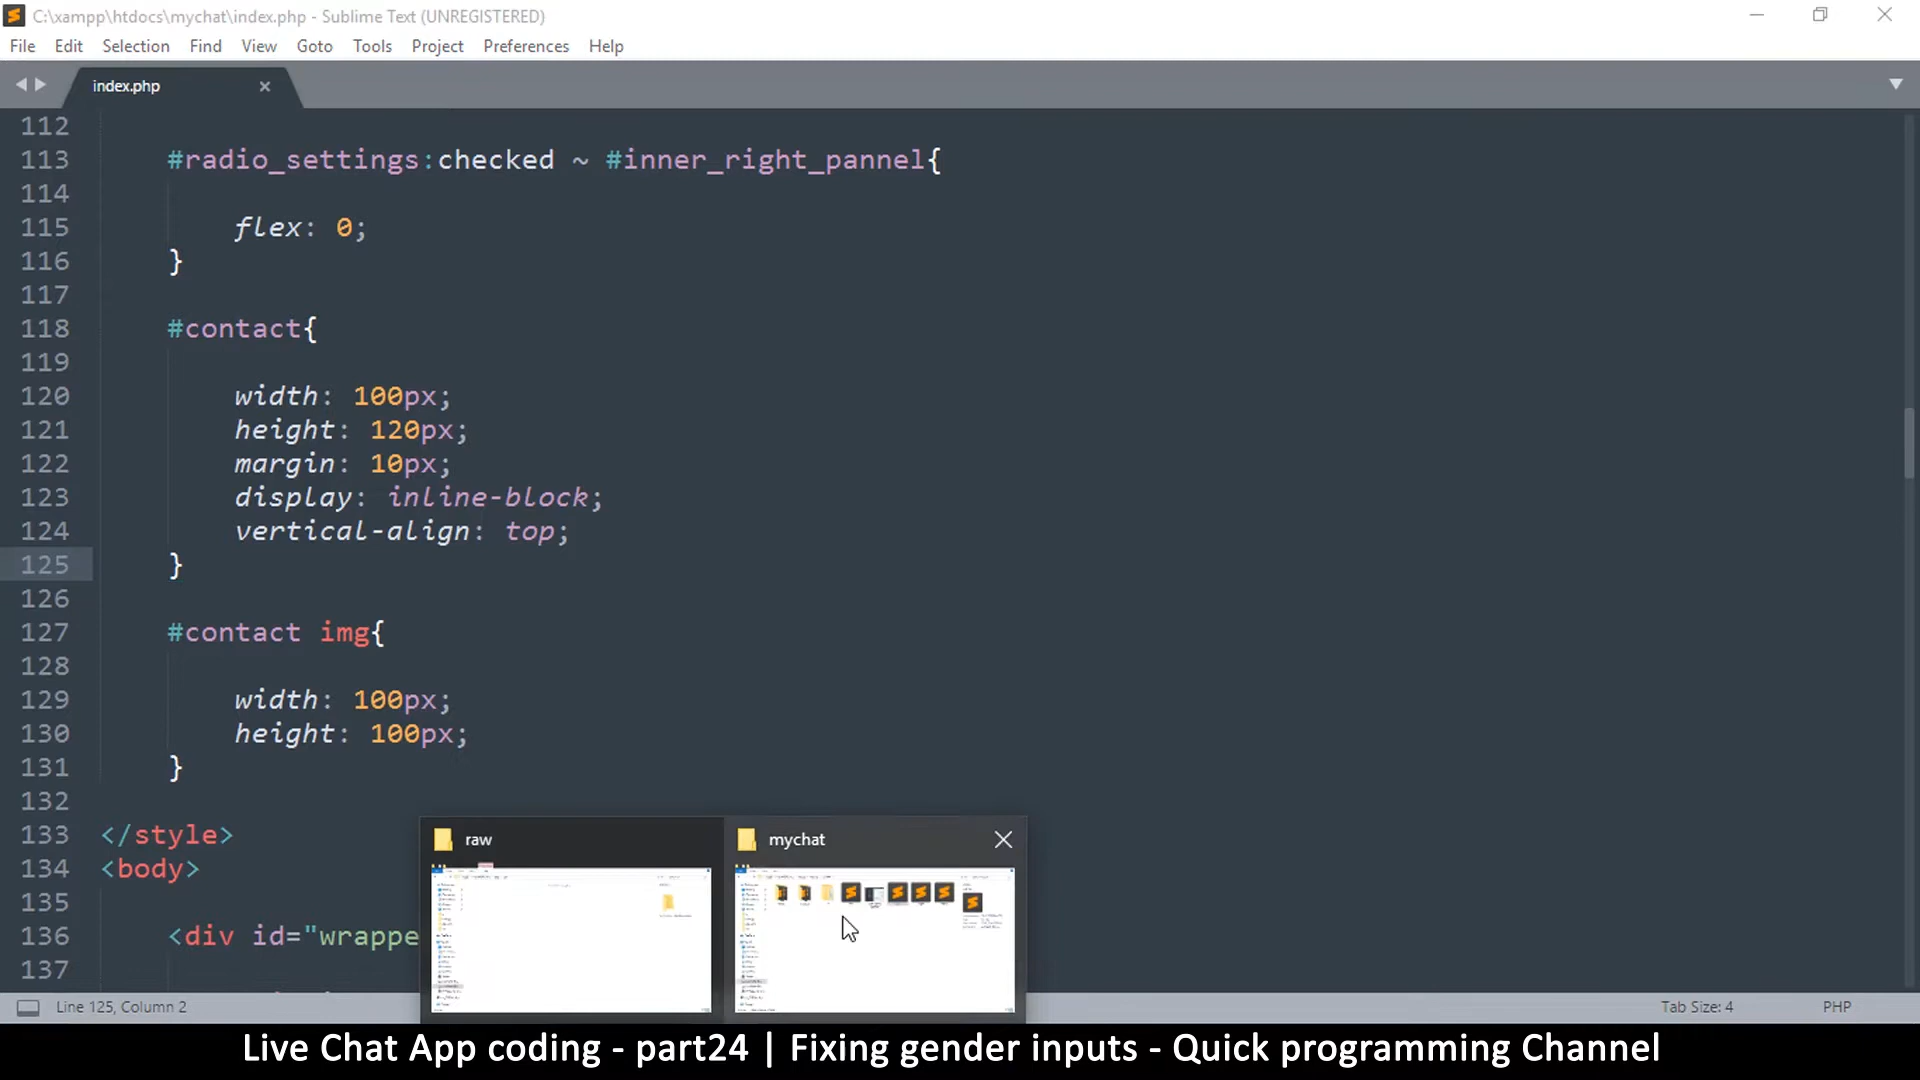 C:\xampp\htdocs\mychat\index.php - Sublime Text (UNREGISTERED)
File Edit Selection Find View Goto Tools Project Preferences Help
index.php
112
113 #radio_settings:checked ~ #inner_right_pannel{
114
115 flex: 0;
116 }
117
118 #contact{
119
120 width: 100px;
121 height: 120px;
122 margin: 10px;
123 display: inline-block;
124 vertical-align: top;
125 }
126
127 #contact img{
128
129 width: 100px;
130 height: 100px;
131 }
132
133 </style>
134 <body>
135
136 <div id="wrappe
137
raw
mychat
Line 125, Column 2
Tab Size: 4
PHP
Live Chat App coding - part24 | Fixing gender inputs - Quick programming Channel